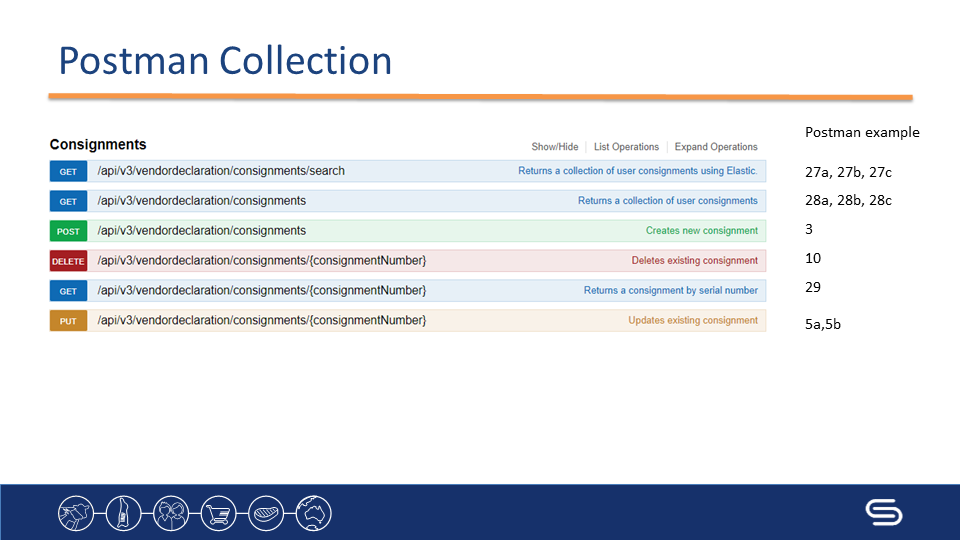 Postman Collection
Postman example
Consignments
Show/Hide List Operations Expand Operations
GET /api/v3/vendordeclaration/consignments/search Returns a collection of user consignments using Elastic. 27a, 27b, 27c
GET /api/v3/vendordeclaration/consignments Returns a collection of user consignments 28a, 28b, 28c
POST /api/v3/vendordeclaration/consignments Creates new consignment 3
DELETE /api/v3/vendordeclaration/consignments/{consignmentNumber} Deletes existing consignment 10
GET /api/v3/vendordeclaration/consignments/{consignmentNumber} Returns a consignment by serial number 29
PUT /api/v3/vendordeclaration/consignments/{consignmentNumber} Updates existing consignment 5a,5b